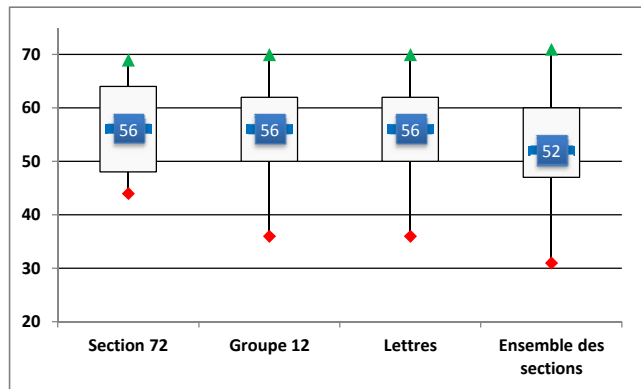 70
60
50
40
30
20
56
56
56
52
Section 72
Groupe 12
Lettres
Ensemble des
sections